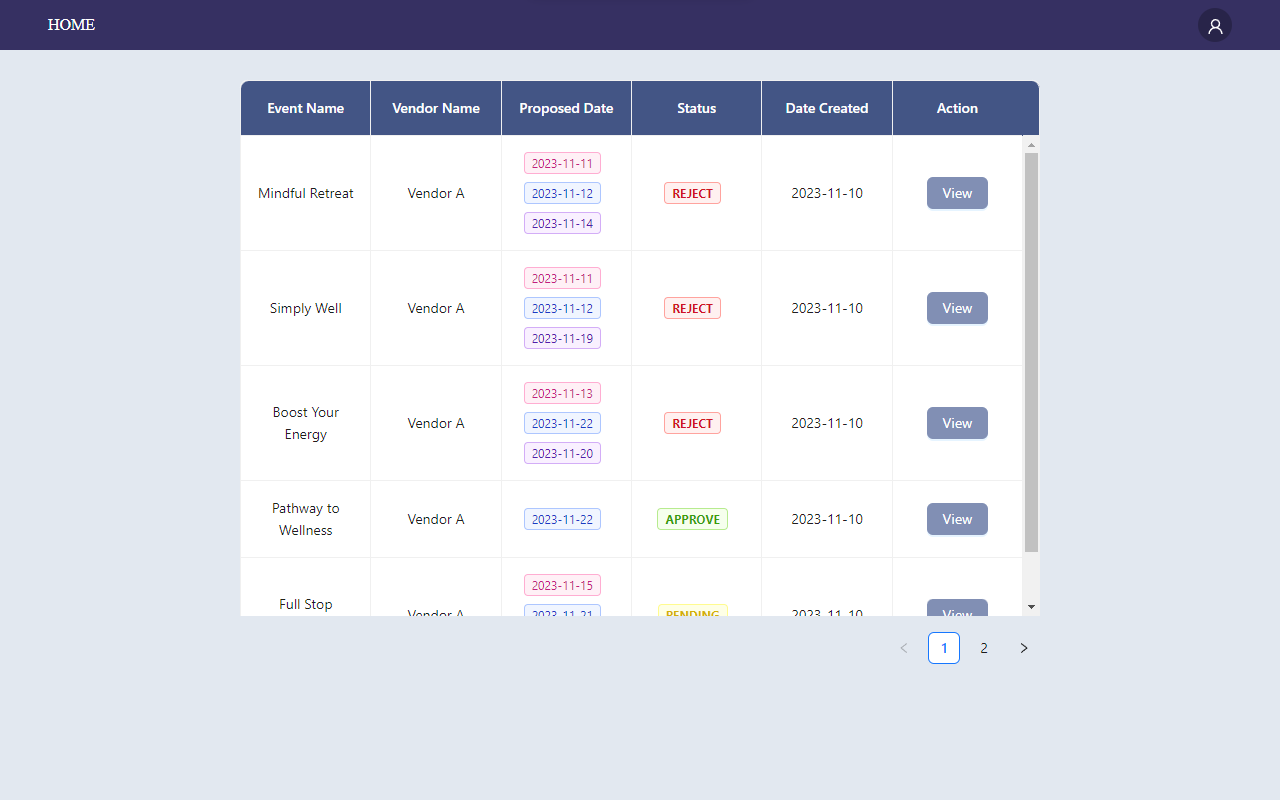 HOME
Event Name Vendor Name Proposed Date Status Date Created Action
2023-11-11
Mindful Retreat Vendor A 2023-11-12 REJECT 2023-11-10 View
2023-11-14
2023-11-11
Simply Well Vendor A 2023-11-12 REJECT 2023-11-10 View
2023-11-19
2023-11-13
Boost Your
Vendor A 2023-11-22 REJECT 2023-11-10 View
Energy
2023-11-20
Pathway to
Vendor A 2023-11-22 APPROVE 2023-11-10 View
Wellness
2023-11-15
Full Stop
Vendor A 2023-11-21 PENDING 2023-11-10 View
1 2